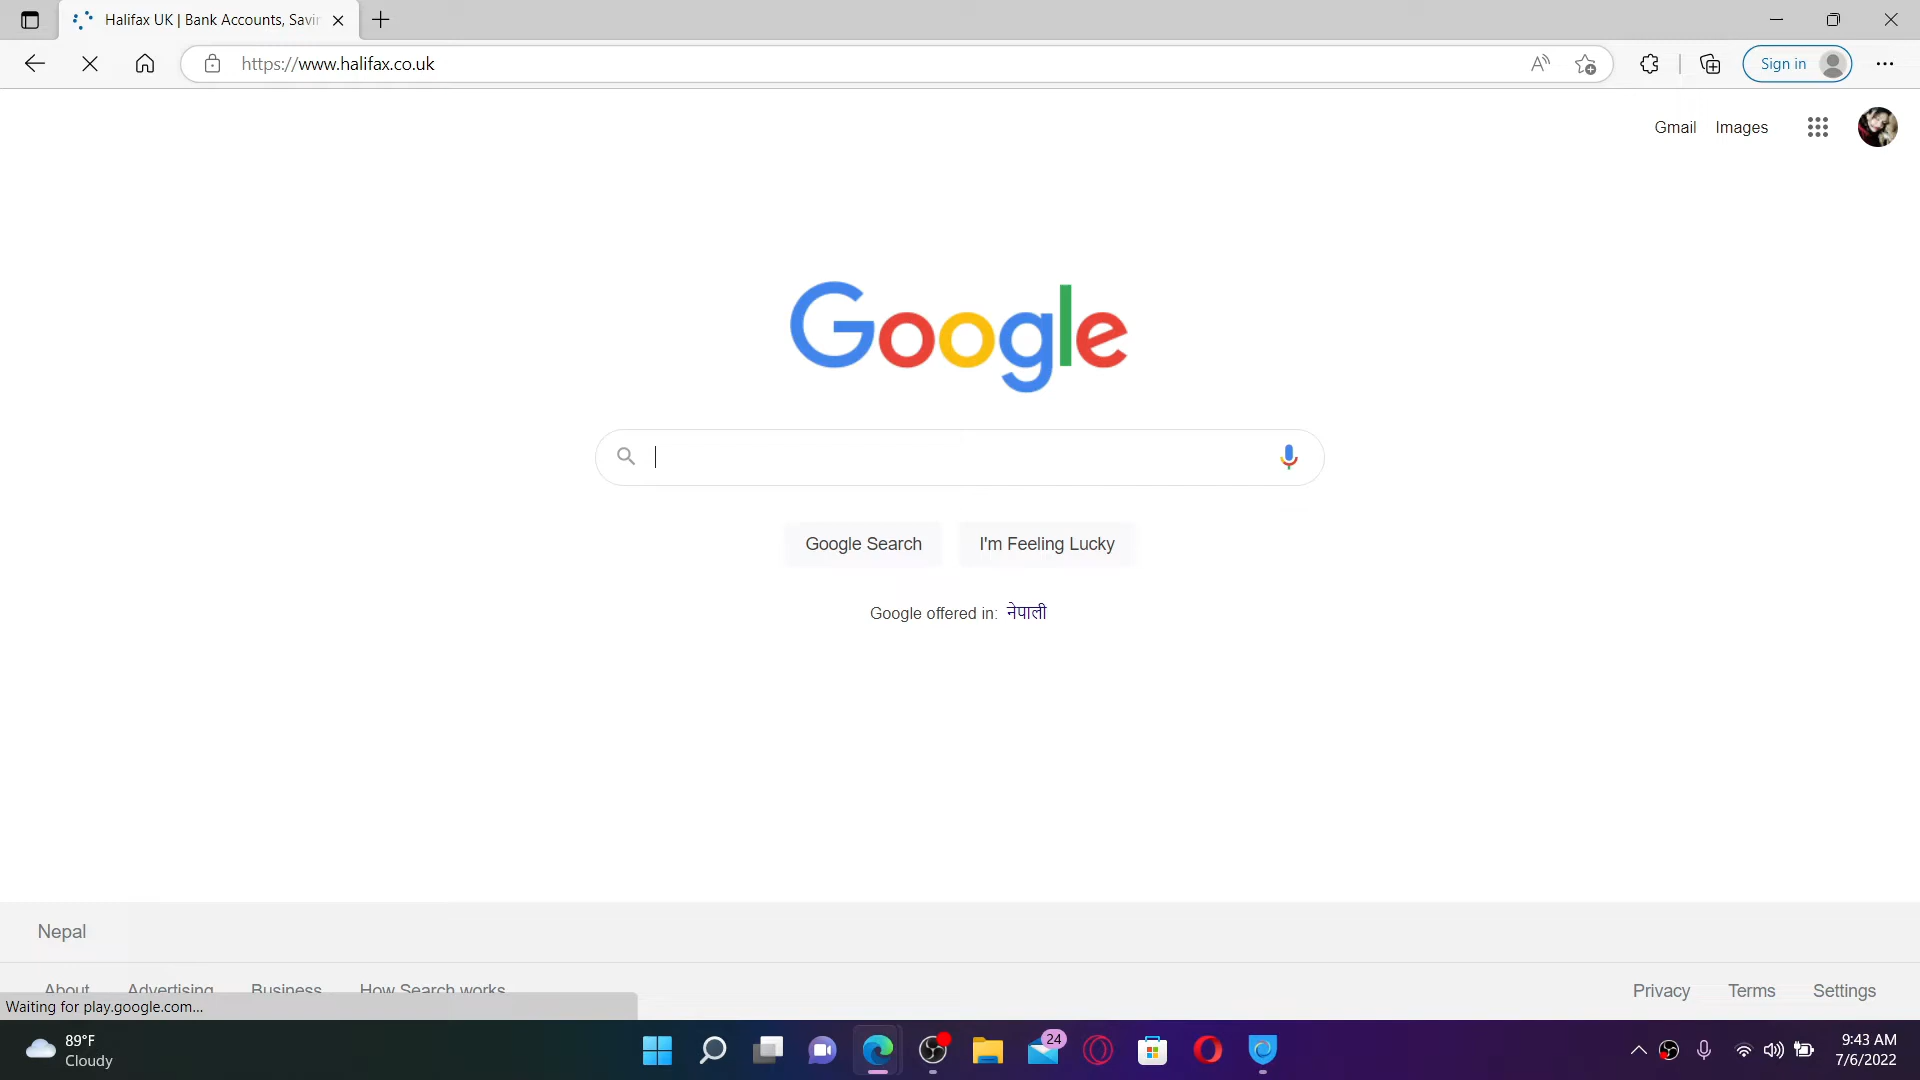 Halifax UK | Bank Accounts, Savin
https://www.halifax.co.uk
Sign in
Gmail Images
Google
Google Search I'm Feeling Lucky
Google offered in: नेपाली
Nepal
About Advertising Business How Search works
Privacy Terms Settings
Waiting for play.google.com...
89°F
Cloudy
24
9:43 AM
7/6/2022